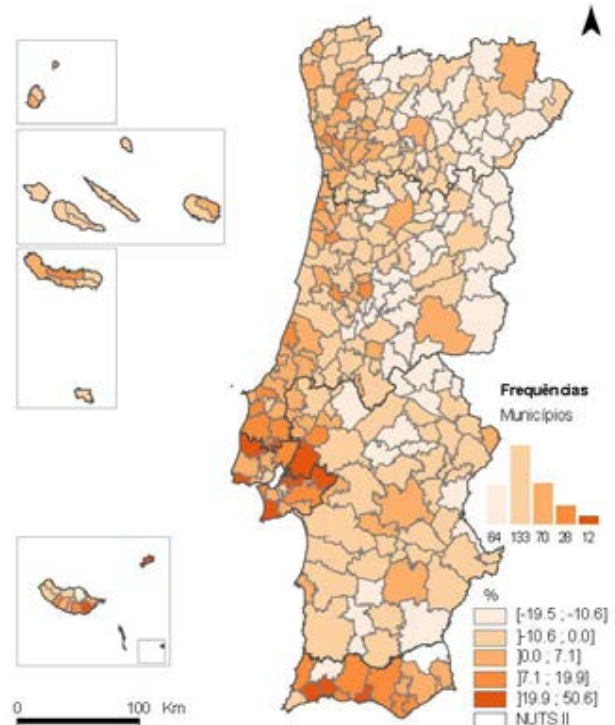 Frequências
Municípios
64 133 70 28 12
%
[-19.5 ; -10.6]
]-10.6 ; 0.0]
]0.0 ; 7.1]
]7.1 ; 19.9]
]19.9 ; 50.6]
NUTS II
0 100 Km